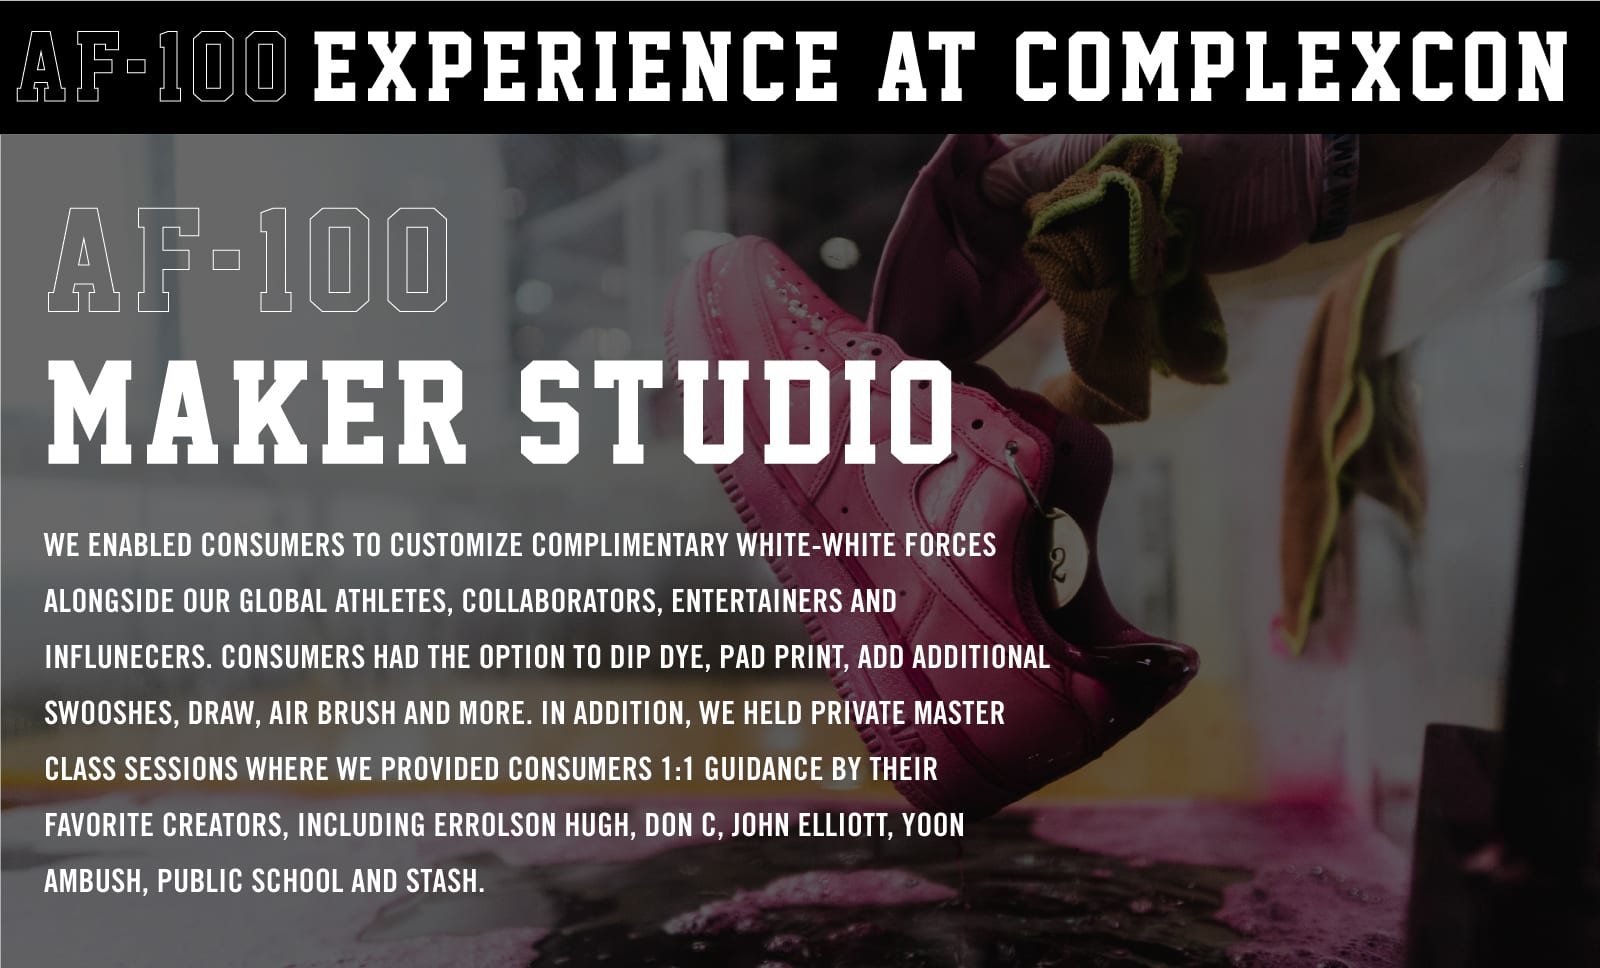 AF-100 EXPERIENCE AT COMPLEXCON
AF-100
MAKER STUDIO
WE ENABLED CONSUMERS TO CUSTOMIZE COMPLIMENTARY WHITE-WHITE FORCES
ALONGSIDE OUR GLOBAL ATHLETES, COLLABORATORS, ENTERTAINERS AND
INFLUNECERS. CONSUMERS HAD THE OPTION TO DIP DYE, PAD PRINT, ADD ADDITIONAL
SWOOSHES, DRAW, AIR BRUSH AND MORE. IN ADDITION, WE HELD PRIVATE MASTER
CLASS SESSIONS WHERE WE PROVIDED CONSUMERS 1:1 GUIDANCE BY THEIR
FAVORITE CREATORS, INCLUDING ERROLSON HUGH, DON C, JOHN ELLIOTT, YOON
AMBUSH, PUBLIC SCHOOL AND STASH.
2
AIR